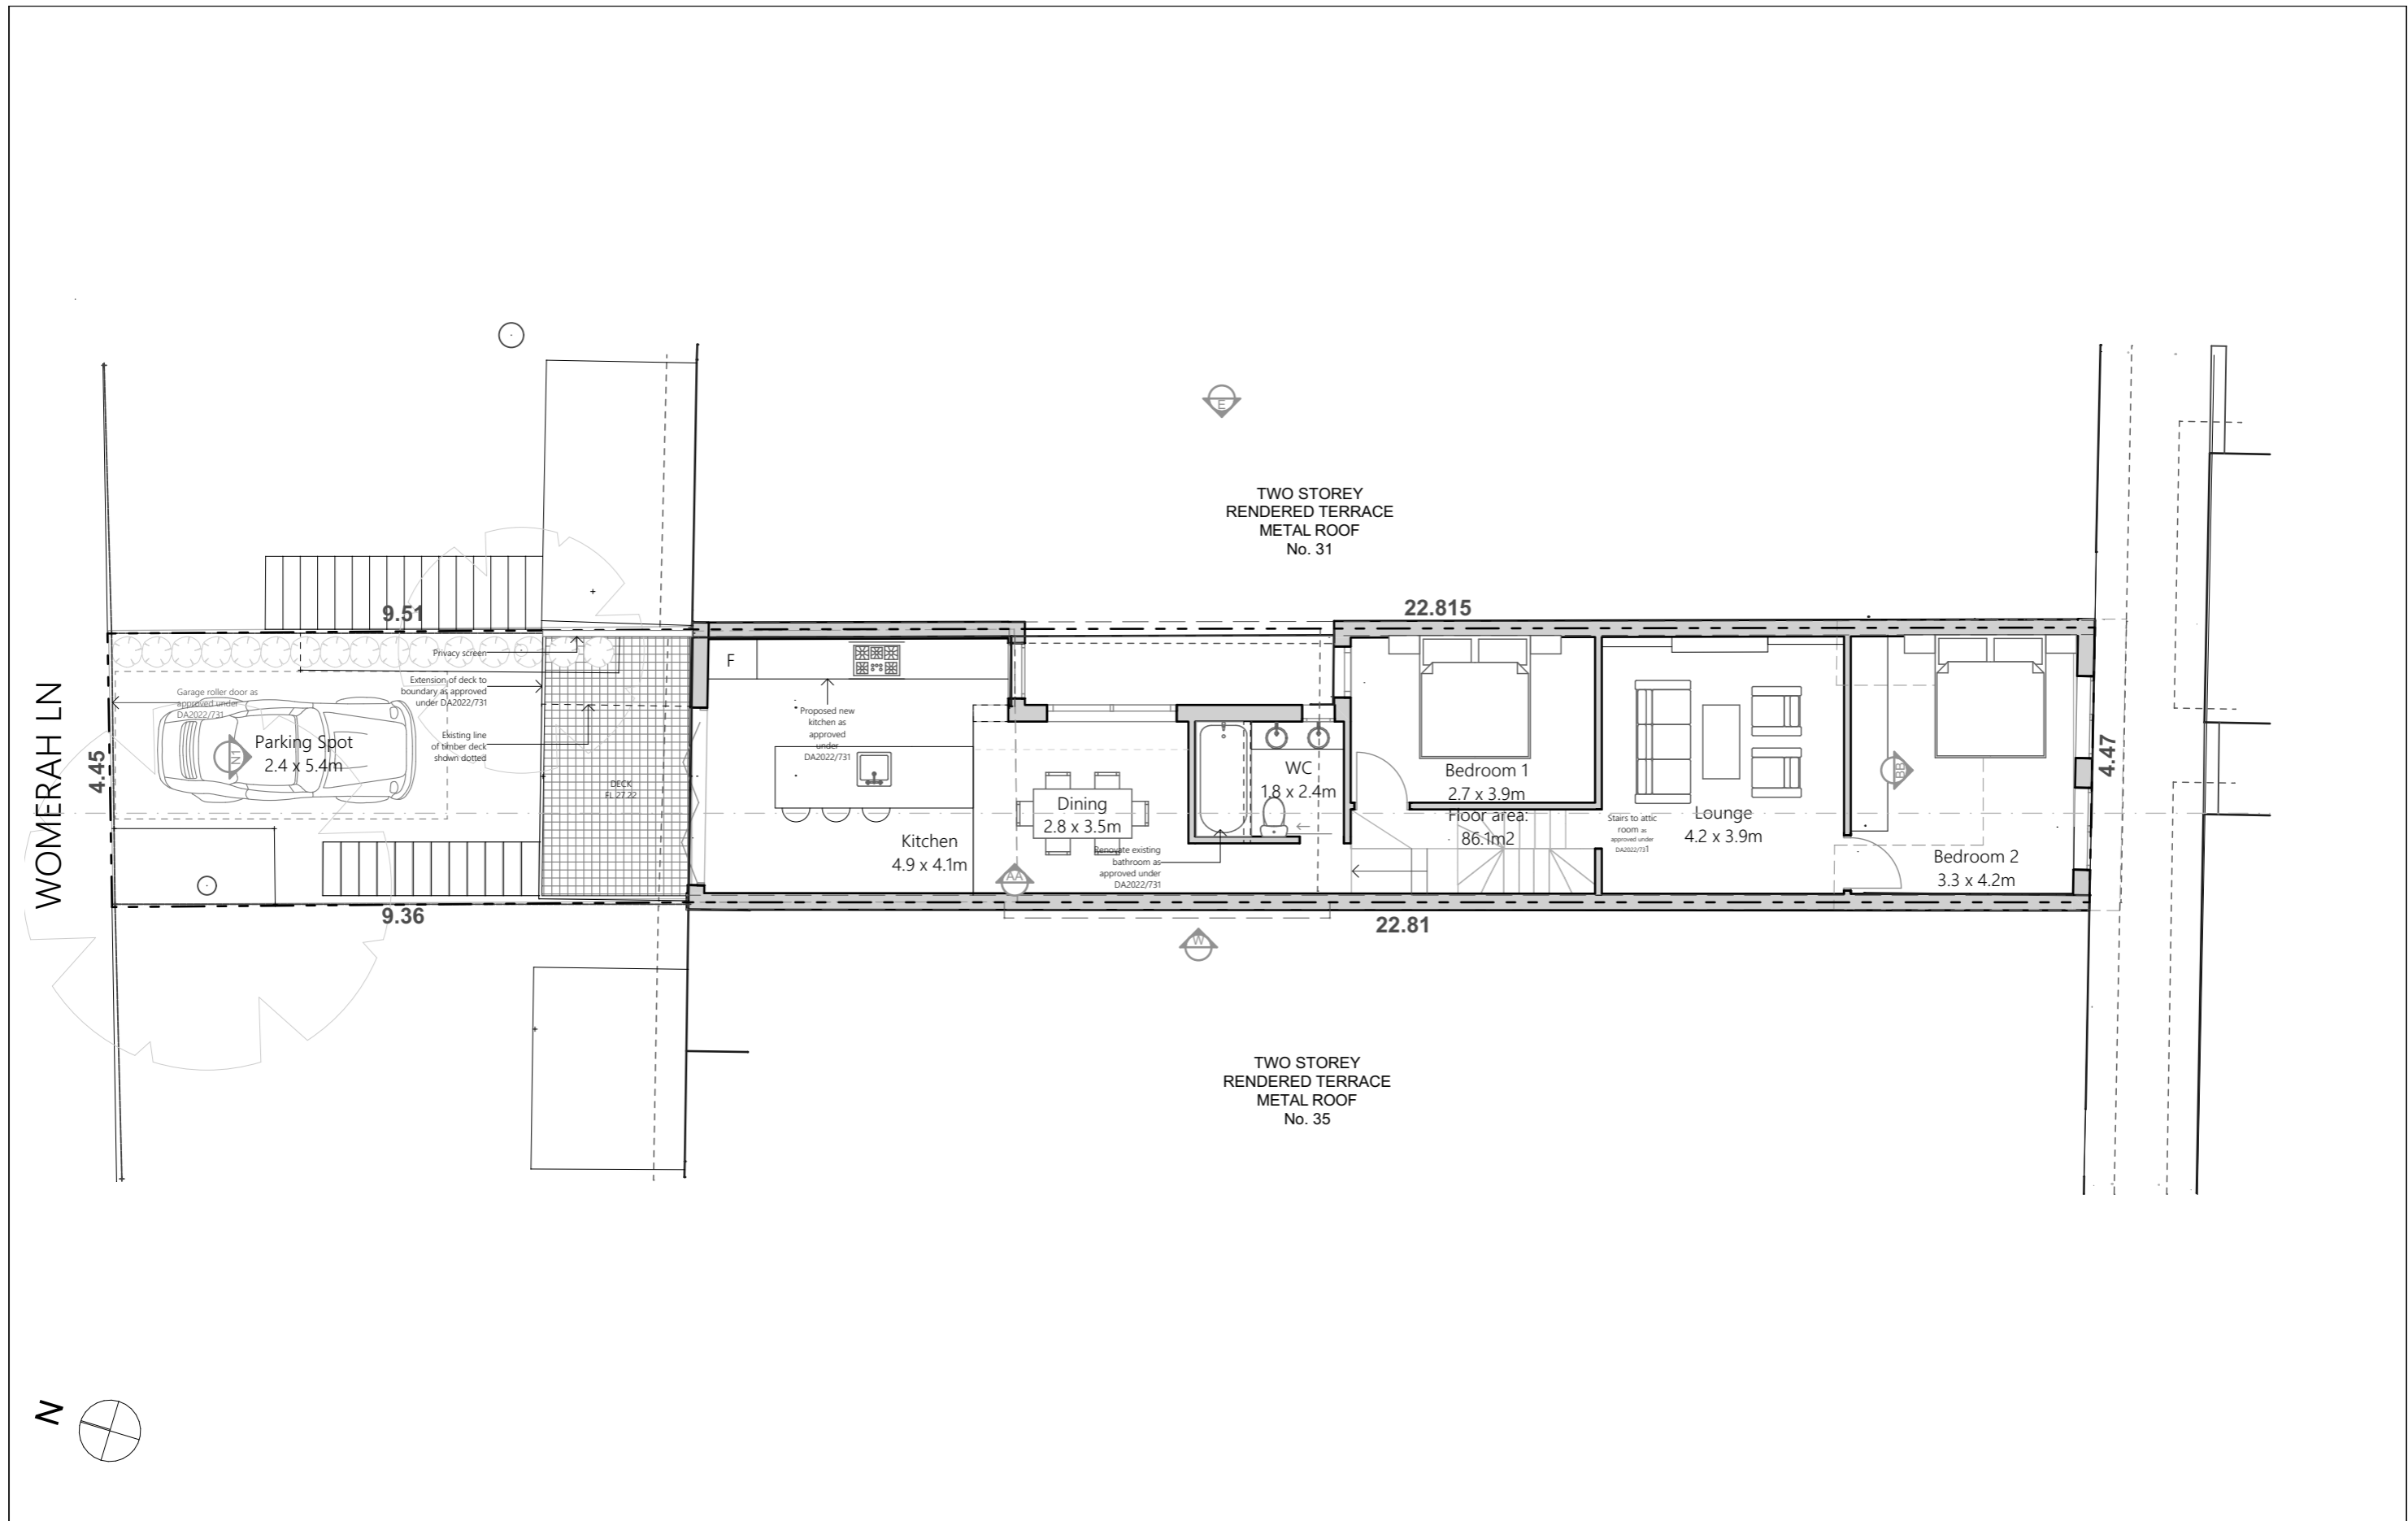 E
TWO STOREY
RENDERED TERRACE
METAL ROOF
No. 31
9.51
22.815
WOMERAH LN
4.45
Privacy screen
Extension of deck to
boundary as approved
under DA2022/731
Garage roller door as
approved under
DA2022/731
Existing line
of timber deck
shown dotted
Parking Spot
2.4 x 5.4m
N1
DECK
FL 27.22
F
Proposed new
kitchen as
approved
under
DA2022/731
Kitchen
4.9 x 4.1m
Dining
2.8 x 3.5m
AA
Renovate existing
bathroom as
approved under
DA2022/731
WC
1.8 x 2.4m
Bedroom 1
2.7 x 3.9m
Floor area:
86.1m2
Stairs to attic
room as
approved under
DA2022/731
Lounge
4.2 x 3.9m
BB
Bedroom 2
3.3 x 4.2m
4.47
9.36
22.81
W
TWO STOREY
RENDERED TERRACE
METAL ROOF
No. 35
N